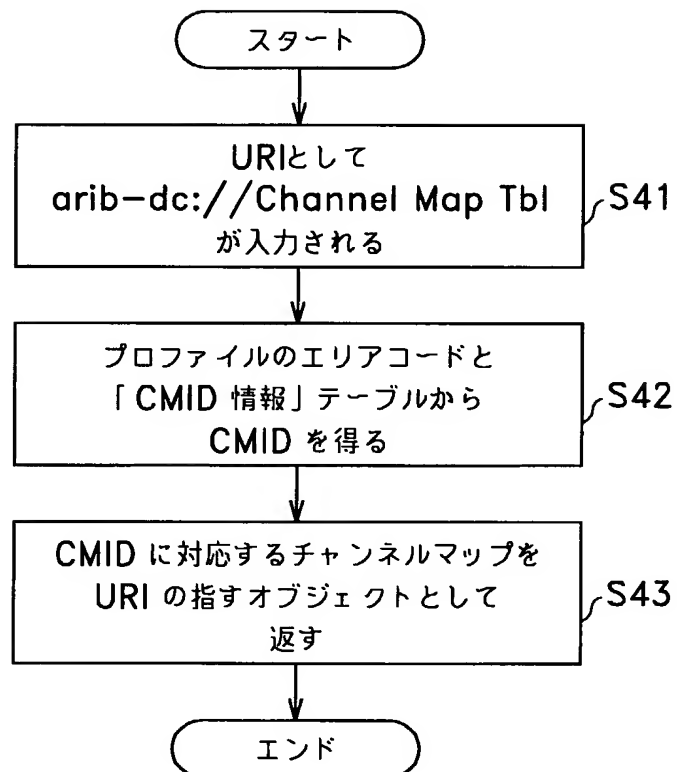 スタート
URIとして
arib-dc://Channel Map Tbl
が入力される
S41
プロファイルのエリアコードと
「CMID 情報」テーブルから
CMID を得る
S42
CMID に対応するチャンネルマップを
URI の指すオブジェクトとして
返す
S43
エンド